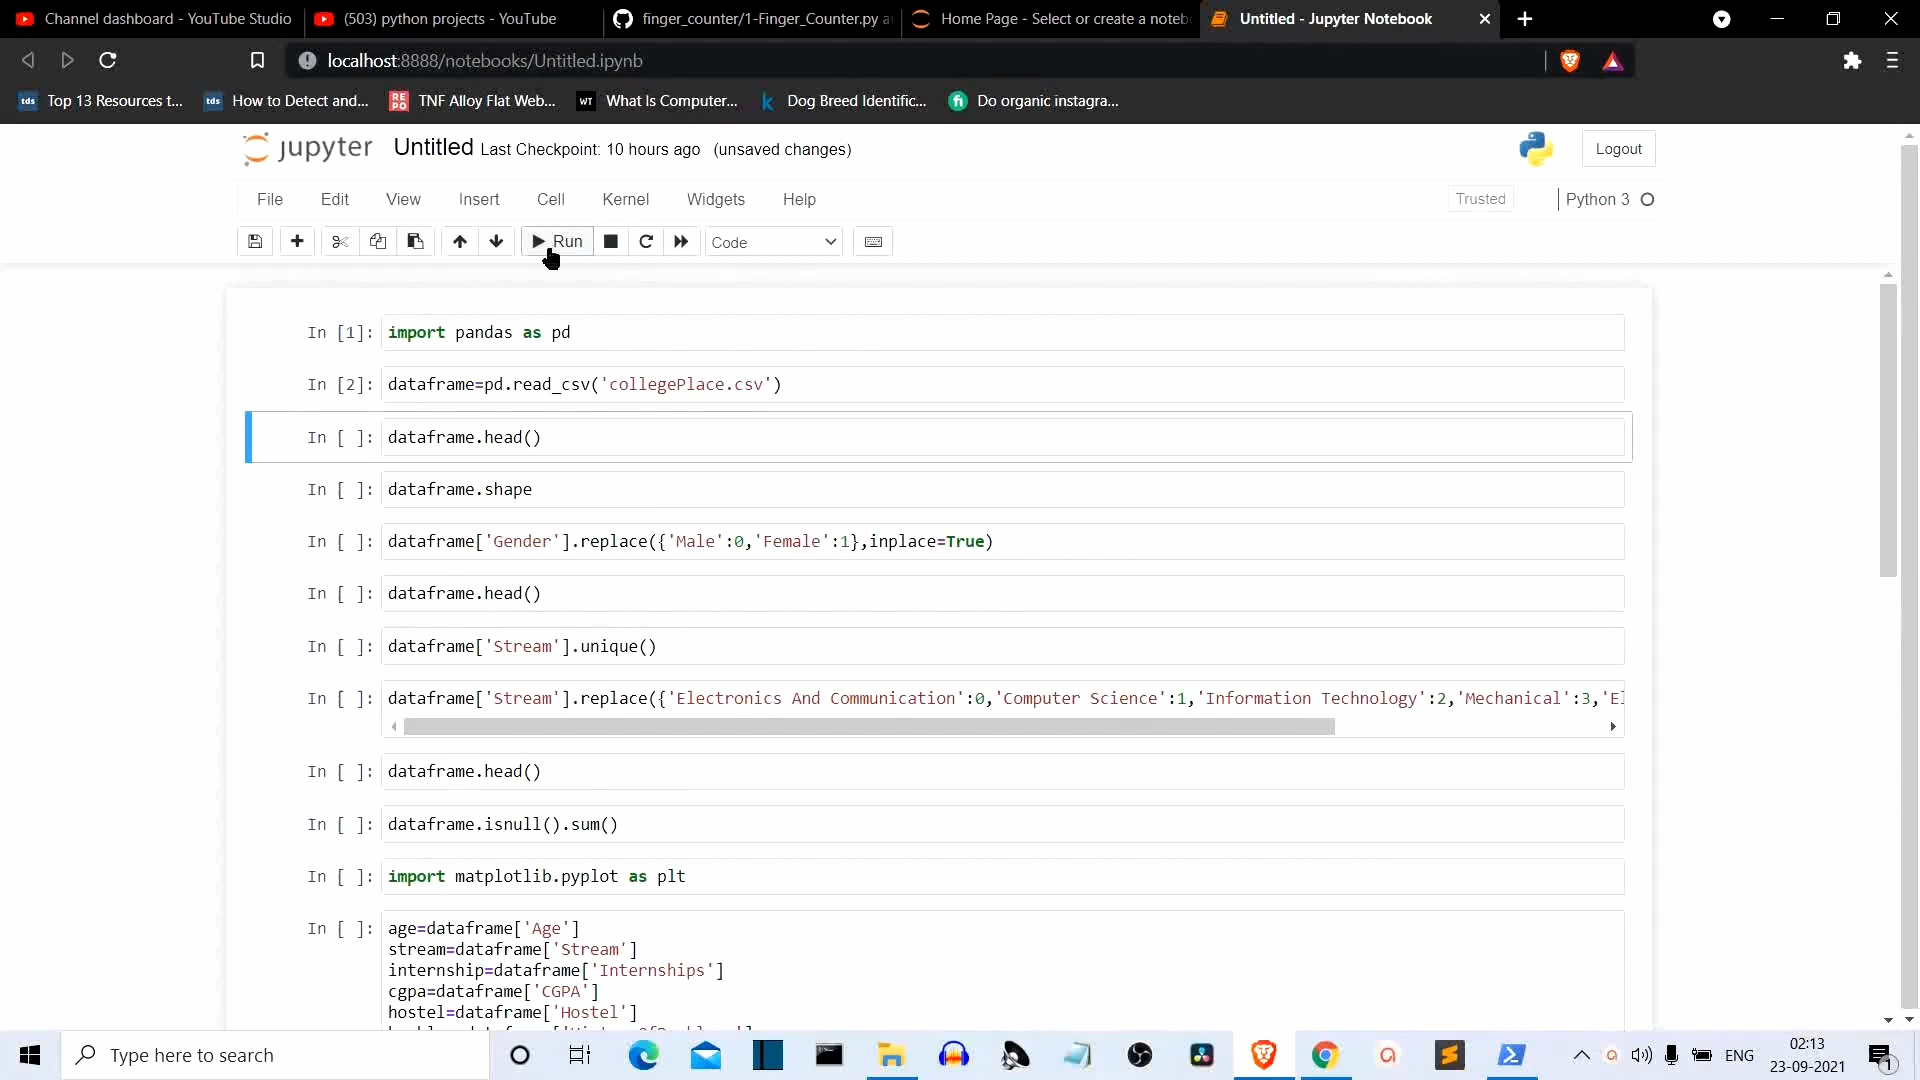 Channel dashboard - YouTube Studio
(503) python projects - YouTube
finger_counter/1-Finger_Counter.py a
Home Page - Select or create a noteb
Untitled - Jupyter Notebook
localhost:8888/notebooks/Untitled.ipynb
tds Top 13 Resources t...
tds How to Detect and...
REPO TNF Alloy Flat Web...
WT What Is Computer...
k Dog Breed Identific...
fi Do organic instagra...
jupyter Untitled Last Checkpoint: 10 hours ago (unsaved changes)
Logout
File Edit View Insert Cell Kernel Widgets Help
Trusted
Python 3
Run
Code
In [1]: import pandas as pd
In [2]: dataframe=pd.read_csv('collegePlace.csv')
In [ ]: dataframe.head()
In [ ]: dataframe.shape
In [ ]: dataframe['Gender'].replace({'Male':0,'Female':1},inplace=True)
In [ ]: dataframe.head()
In [ ]: dataframe['Stream'].unique()
In [ ]: dataframe['Stream'].replace({'Electronics And Communication':0,'Computer Science':1,'Information Technology':2,'Mechanical':3,'El
In [ ]: dataframe.head()
In [ ]: dataframe.isnull().sum()
In [ ]: import matplotlib.pyplot as plt
In [ ]: age=dataframe['Age']
stream=dataframe['Stream']
internship=dataframe['Internships']
cgpa=dataframe['CGPA']
hostel=dataframe['Hostel']
Type here to search
ENG
02:13
23-09-2021
1